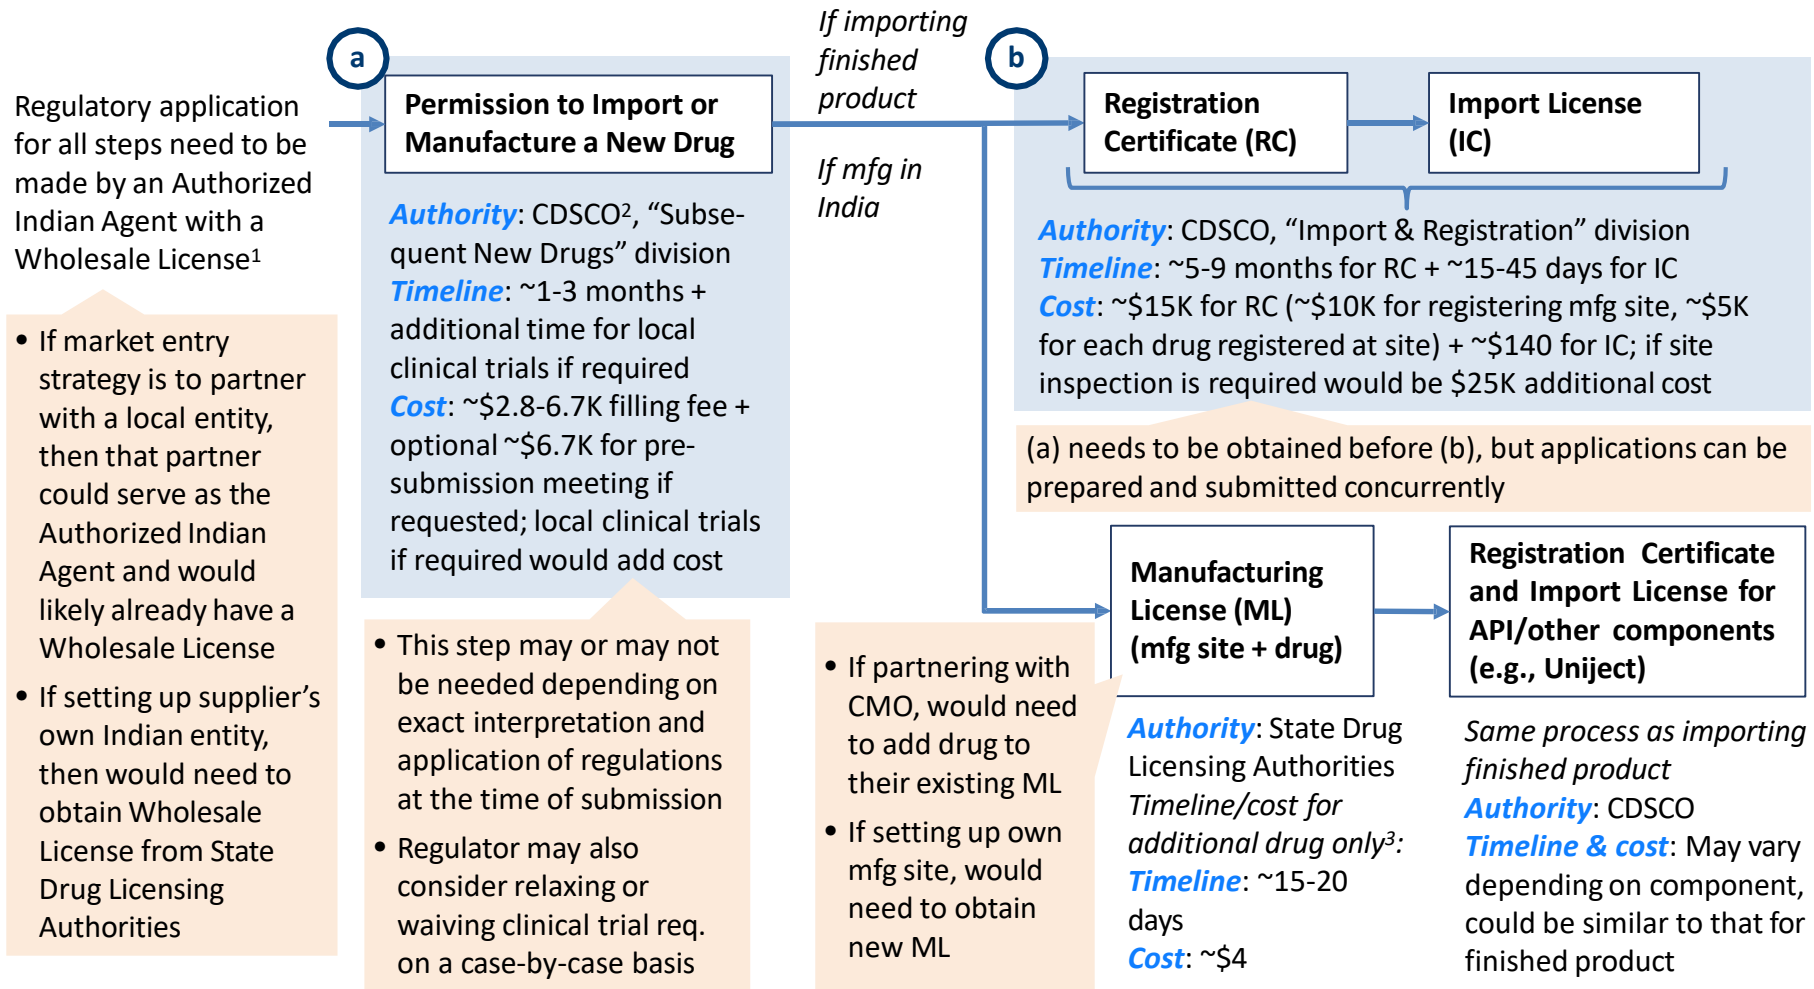 Regulatory application
for all steps need to be
made by an Authorized
Indian Agent with a
Wholesale License¹
• If market entry
strategy is to partner
with a local entity,
then that partner
could serve as the
Authorized Indian
Agent and would
likely already have a
Wholesale License
• If setting up supplier’s
own Indian entity,
then would need to
obtain Wholesale
License from State
Drug Licensing
Authorities
a
Permission to Import or
Manufacture a New Drug
Authority: CDSCO², “Subse-
quent New Drugs” division
Timeline: ~1-3 months +
additional time for local
clinical trials if required
Cost: ~$2.8-6.7K filling fee +
optional ~$6.7K for pre-
submission meeting if
requested; local clinical trials
if required would add cost
• This step may or may not
be needed depending on
exact interpretation and
application of regulations
at the time of submission
• Regulator may also
consider relaxing or
waiving clinical trial req.
on a case-by-case basis
If importing
finished
product
If mfg in
India
b
Registration
Certificate (RC)
Import License
(IC)
Authority: CDSCO, “Import & Registration” division
Timeline: ~5-9 months for RC + ~15-45 days for IC
Cost: ~$15K for RC (~$10K for registering mfg site, ~$5K
for each drug registered at site) + ~$140 for IC; if site
inspection is required would be $25K additional cost
(a) needs to be obtained before (b), but applications can be
prepared and submitted concurrently
• If partnering with
CMO, would need
to add drug to
their existing ML
• If setting up own
mfg site, would
need to obtain
new ML
Manufacturing
License (ML)
(mfg site + drug)
Authority: State Drug
Licensing Authorities
Timeline/cost for
additional drug only³:
Timeline: ~15-20
days
Cost: ~$4
Registration Certificate
and Import License for
API/other components
(e.g., Uniject)
Same process as importing
finished product
Authority: CDSCO
Timeline & cost: May vary
depending on component,
could be similar to that for
finished product